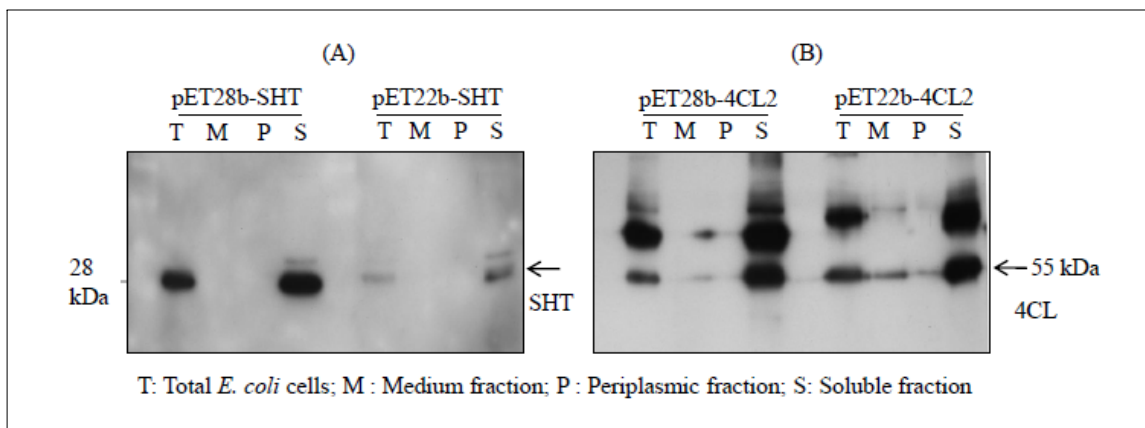 (A) (B)
pET28b-SHT pET22b-SHT pET28b-4CL2 pET22b-4CL2
T M P S T M P S T M P S T M P S
28
kDa
SHT
55 kDa
4CL
T: Total E. coli cells; M : Medium fraction; P : Periplasmic fraction; S: Soluble fraction